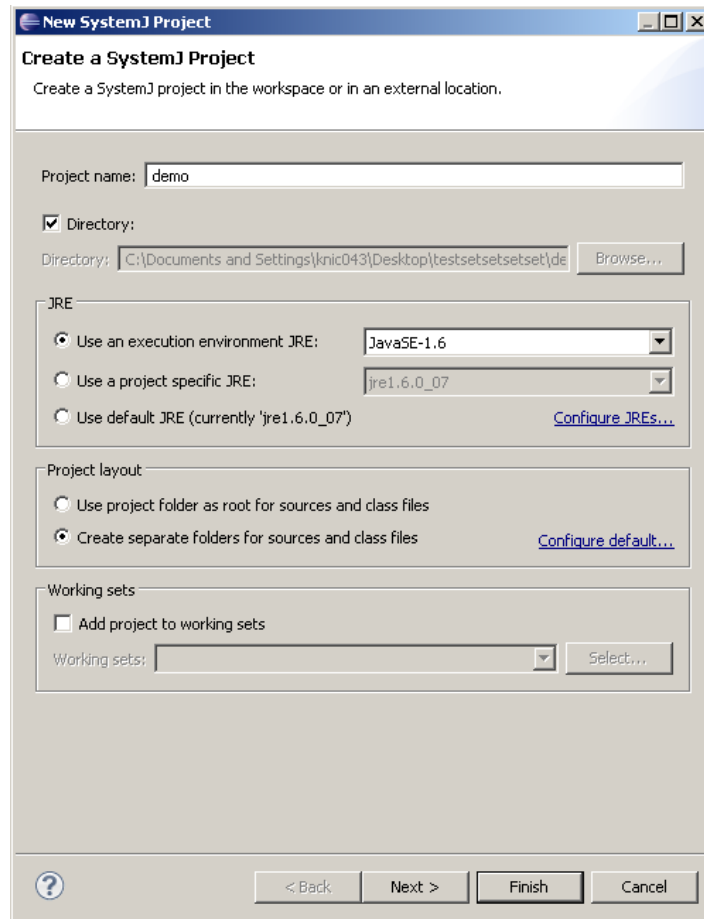 New SystemJ Project
Create a SystemJ Project
Create a SystemJ project in the workspace or in an external location.
Project name: demo
Directory:
Directory: C:\Documents and Settings\knic043\Desktop\testsetsetsetset\de Browse...
JRE
Use an execution environment JRE: JavaSE-1.6
Use a project specific JRE: jre1.6.0_07
Use default JRE (currently 'jre1.6.0_07') Configure JREs...
Project layout
Use project folder as root for sources and class files
Create separate folders for sources and class files Configure default...
Working sets
Add project to working sets
Working sets: Select...
? < Back Next > Finish Cancel